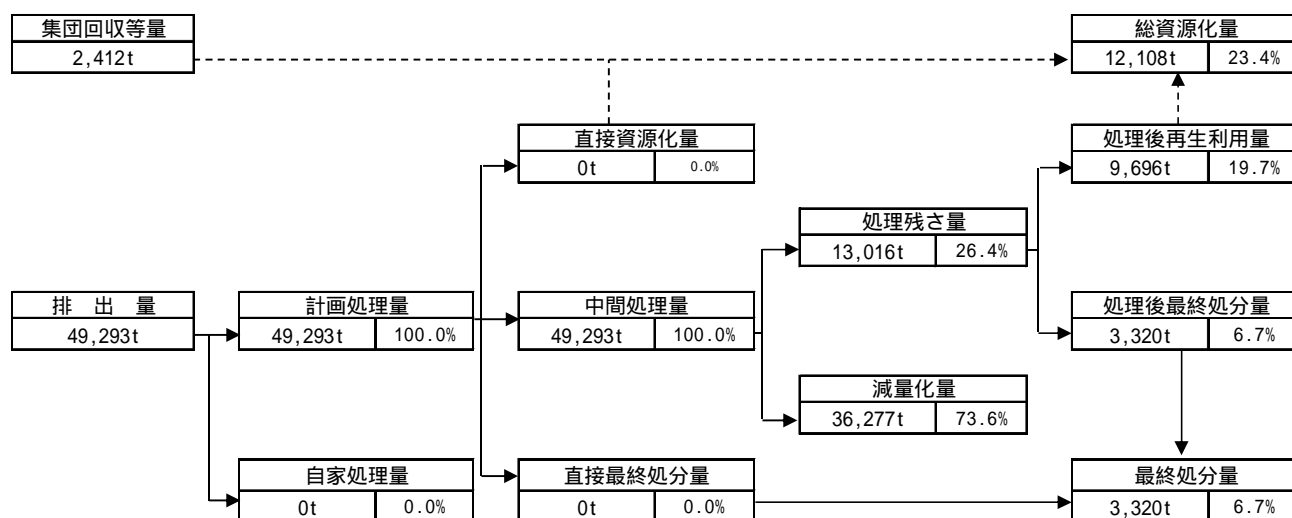 集団回収等量
2,412t
総資源化量
12,108t 23.4%
直接資源化量
0t 0.0%
処理後再生利用量
9,696t 19.7%
処理残さ量
13,016t 26.4%
排 出 量
49,293t
計画処理量
49,293t 100.0%
中間処理量
49,293t 100.0%
処理後最終処分量
3,320t 6.7%
減量化量
36,277t 73.6%
自家処理量
0t 0.0%
直接最終処分量
0t 0.0%
最終処分量
3,320t 6.7%